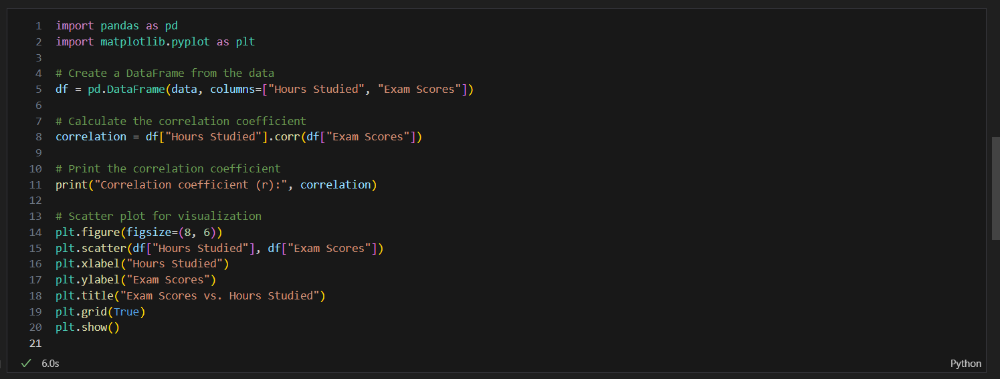 1 import pandas as pd
2 import matplotlib.pyplot as plt
3
4 # Create a DataFrame from the data
5 df = pd.DataFrame(data, columns=["Hours Studied", "Exam Scores"])
6
7 # Calculate the correlation coefficient
8 correlation = df["Hours Studied"].corr(df["Exam Scores"])
9
10 # Print the correlation coefficient
11 print("Correlation coefficient (r):", correlation)
12
13 # Scatter plot for visualization
14 plt.figure(figsize=(8, 6))
15 plt.scatter(df["Hours Studied"], df["Exam Scores"])
16 plt.xlabel("Hours Studied")
17 plt.ylabel("Exam Scores")
18 plt.title("Exam Scores vs. Hours Studied")
19 plt.grid(True)
20 plt.show()
21
6.0s Python